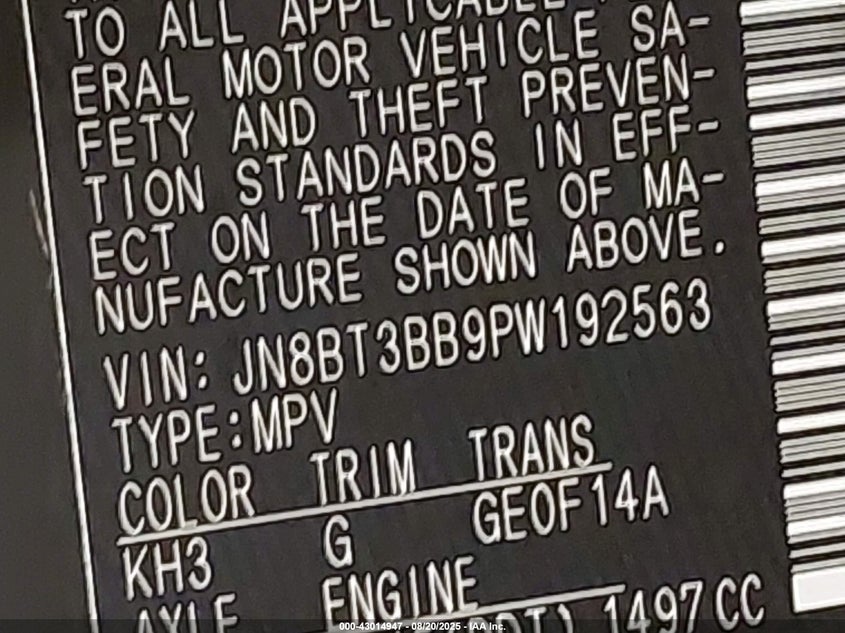 TO ALL APPLICABLE
ERAL MOTOR VEHICLE SA-
FETY AND THEFT PREVEN-
TION STANDARDS IN EFF-
ECT ON THE DATE OF MA-
NUFACTURE SHOWN ABOVE.
VIN: JN8BT3BB9PW192563
TYPE:MPV
COLOR TRIM TRANS
KH3 G GE0F14A
AXLE ENGINE
1497CC
000-43014947 - 08/20/2025 - IAA Inc.